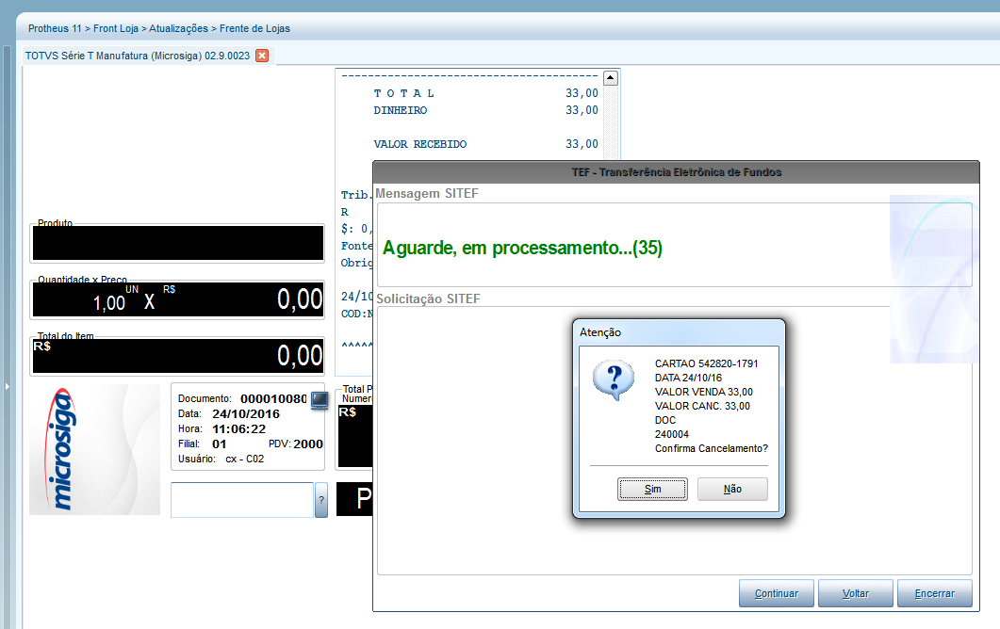 Protheus 11 > Front Loja > Atualizações > Frente de Lojas
TOTVS Série T Manufatura (Microsiga) 02.9.0023
T O T A L 33,00
DINHEIRO 33,00
VALOR RECEBIDO 33,00
Trib.
R
$: 0,
Fonte
Obrig
24/10
COD:N
^^^^^
Produto
Quantidade x Preço
1,00 UN X R$ 0,00
Total do Item
R$ 0,00
microsiga
Documento: 000010080
Data: 24/10/2016
Hora: 11:06:22
Filial: 01 PDV: 2000
Usuário: cx - C02
?
Total P
Numer
R$
P
TEF - Transferência Eletrônica de Fundos
Mensagem SITEF
Aguarde, em processamento...(35)
Solicitação SITEF
Atenção
?
CARTAO 542820-1791
DATA 24/10/16
VALOR VENDA 33,00
VALOR CANC. 33,00
DOC
240004
Confirma Cancelamento?
Sim Não
Continuar Voltar Encerrar